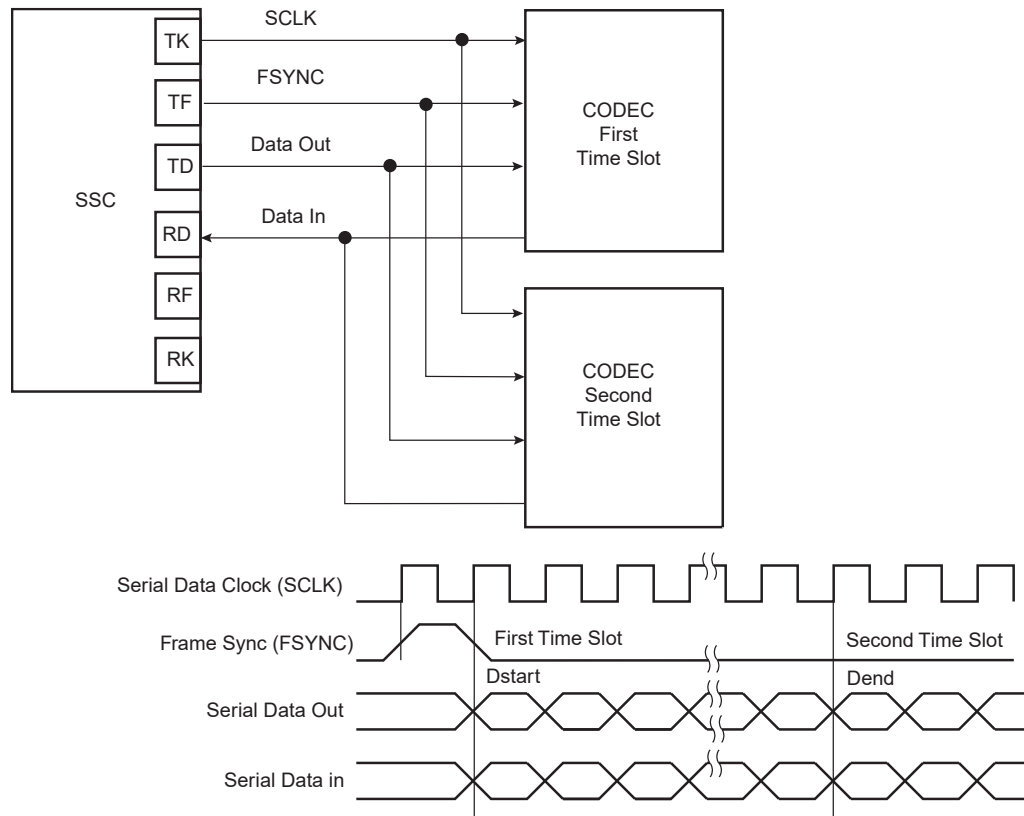 SSC
TK
TF
TD
RD
RF
RK
SCLK
FSYNC
Data Out
Data In
CODEC
First
Time Slot
CODEC
Second
Time Slot
Serial Data Clock (SCLK)
Frame Sync (FSYNC)
First Time Slot
Second Time Slot
Dstart
Dend
Serial Data Out
Serial Data in